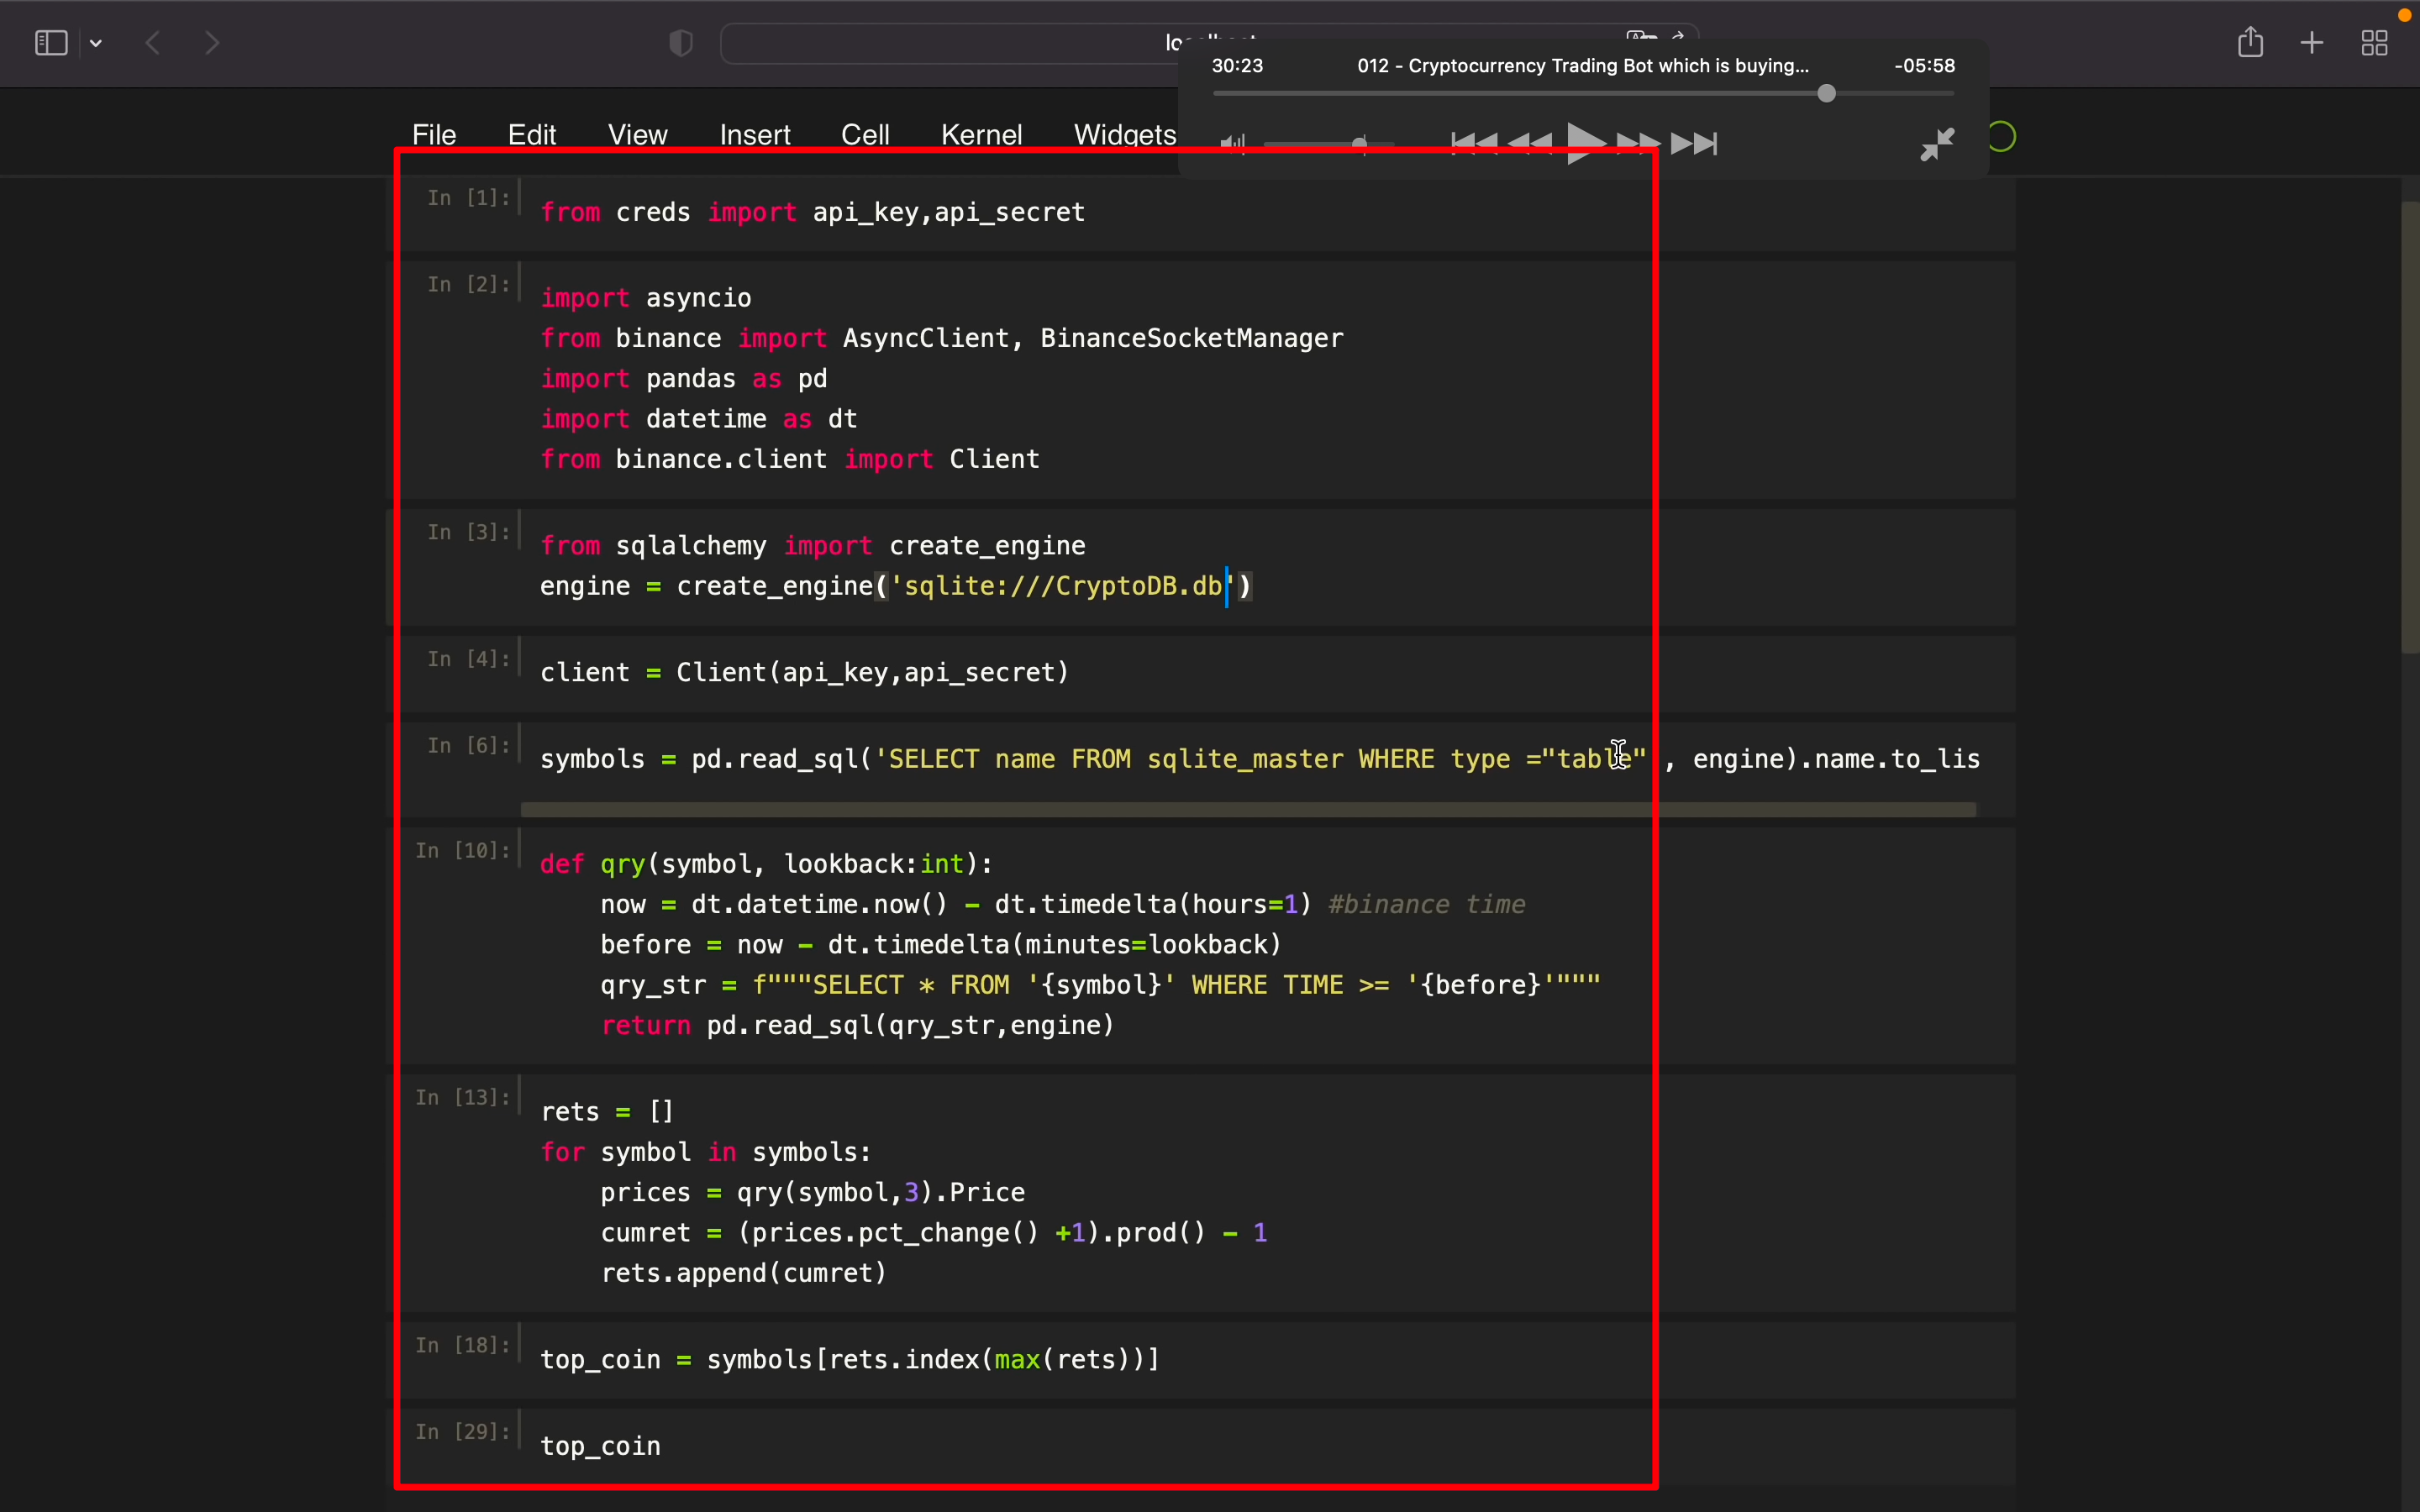 30:23 012 - Cryptocurrency Trading Bot which is buying... -05:58
File Edit View Insert Cell Kernel Widgets
In [1]: from creds import api_key,api_secret
In [2]: import asyncio
from binance import AsyncClient, BinanceSocketManager
import pandas as pd
import datetime as dt
from binance.client import Client
In [3]: from sqlalchemy import create_engine
engine = create_engine('sqlite:///CryptoDB.db')
In [4]: client = Client(api_key,api_secret)
In [6]: symbols = pd.read_sql('SELECT name FROM sqlite_master WHERE type ="table" , engine).name.to_lis
In [10]: def qry(symbol, lookback:int):
now = dt.datetime.now() - dt.timedelta(hours=1) #binance time
before = now - dt.timedelta(minutes=lookback)
qry_str = f"""SELECT * FROM '{symbol}' WHERE TIME >= '{before}'"""
return pd.read_sql(qry_str,engine)
In [13]: rets = []
for symbol in symbols:
prices = qry(symbol,3).Price
cumret = (prices.pct_change() +1).prod() - 1
rets.append(cumret)
In [18]: top_coin = symbols[rets.index(max(rets))]
In [29]: top_coin